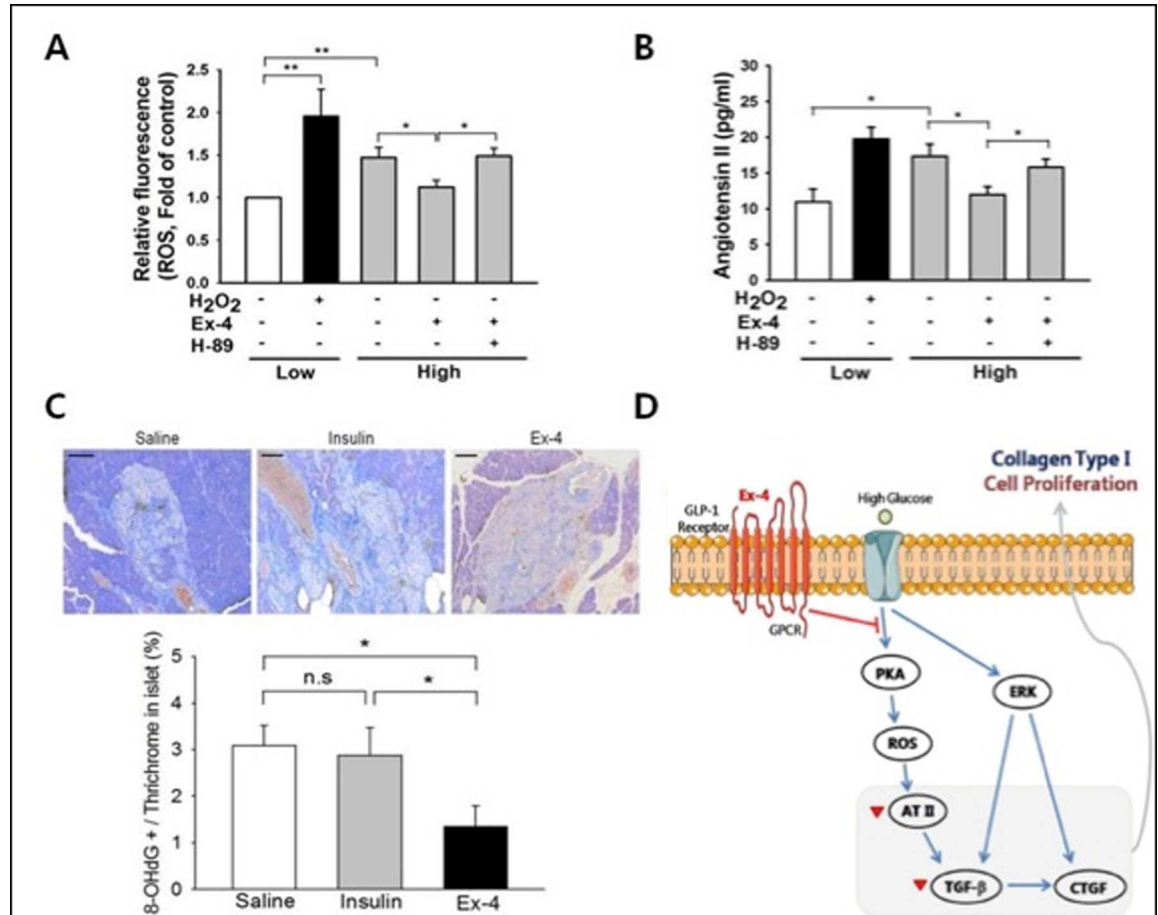 A
Relative fluorescence
(ROS, Fold of control)
2.5
2.0
1.5
1.0
0.5
0.0
**
**
*
*
H2O2 - + - - -
Ex-4 - - - + +
H-89 - - - - +
Low High
B
Angiotensin II (pg/ml)
30
25
20
15
10
5
0
*
*
*
H2O2 - + - - -
Ex-4 - - - + +
H-89 - - - - +
Low High
C
Saline Insulin Ex-4
8-OHdG + / Thrichrome in islet (%)
5
4
3
2
1
0
*
n.s
*
Saline Insulin Ex-4
D
Collagen Type I
Cell Proliferation
High Glucose
Ex-4
GLP-1
Receptor
GPCR
PKA
ERK
ROS
AT II
TGF-β
CTGF